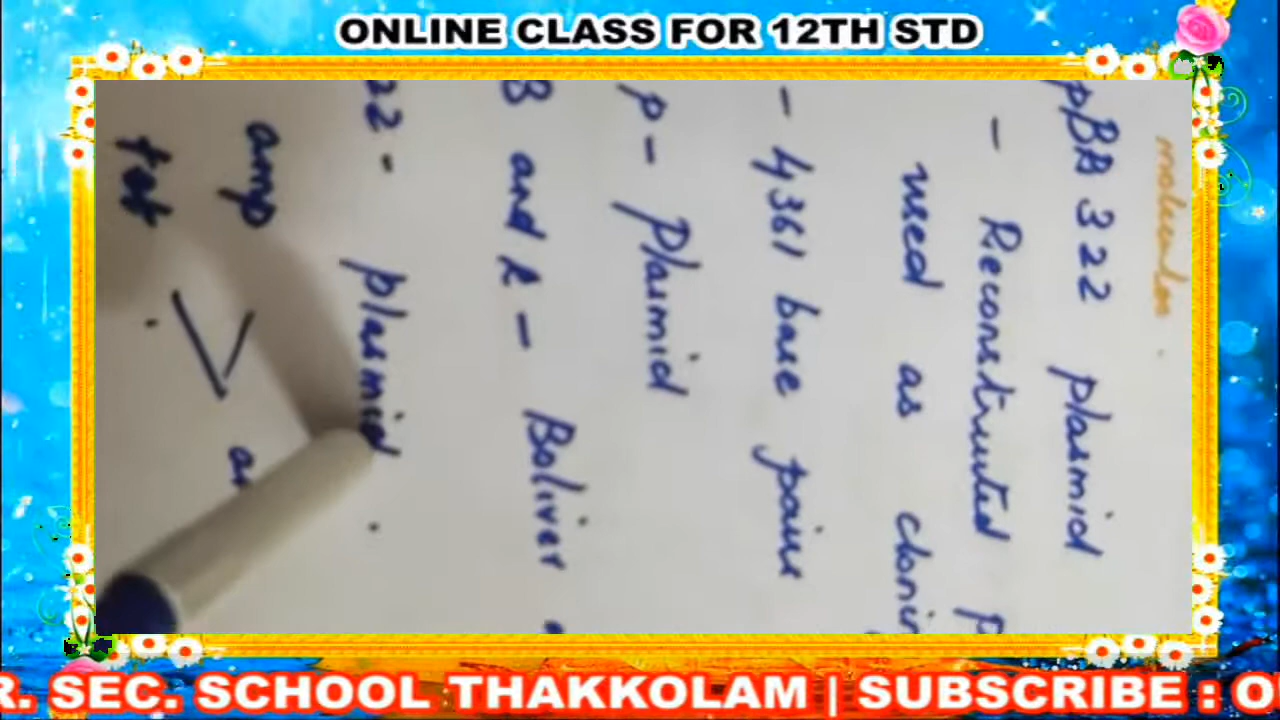 ONLINE CLASS FOR 12TH STD
molecular.
pBR 322 plasmid
- Reconstructed P
used as clonin
- 4361 base pairs
p - Plasmid
B and R - Boliver
22 - plasmid.
amp
tet
R. SEC. SCHOOL THAKKOLAM | SUBSCRIBE : O